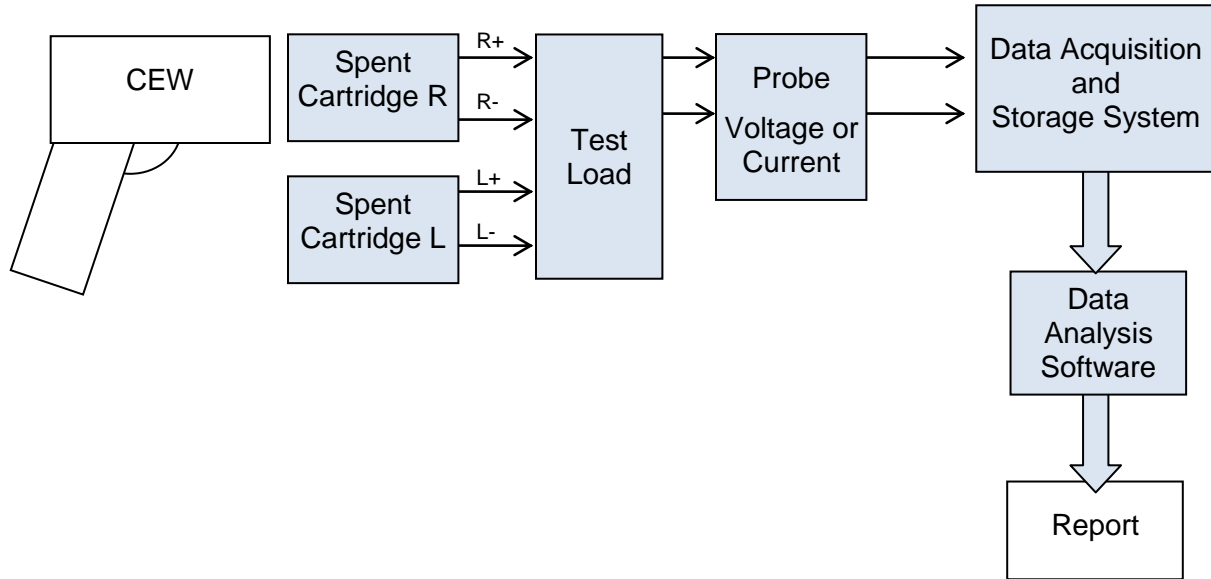 CEW
Spent
Cartridge R
R+
R-
Spent
Cartridge L
L+
L-
Test
Load
Probe
Voltage or
Current
Data Acquisition
and
Storage System
Data
Analysis
Software
Report